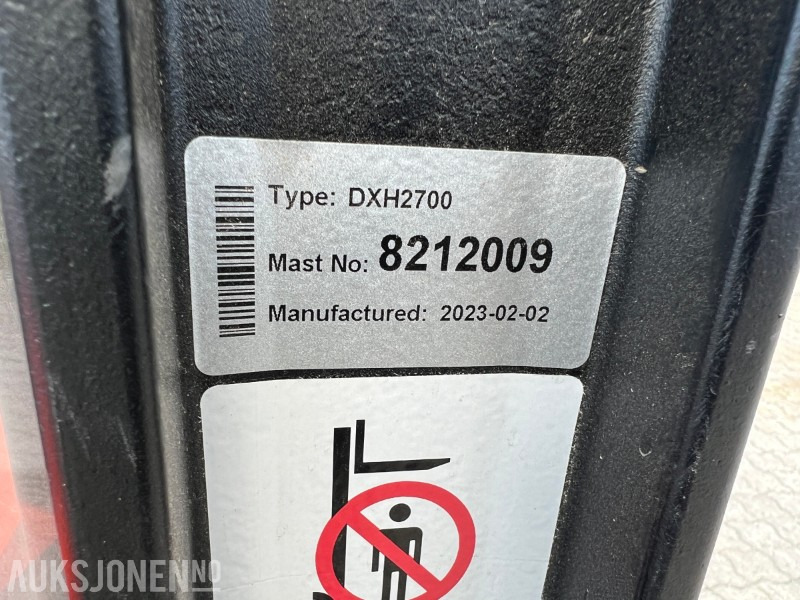 Type: DXH2700
Mast No: 8212009
Manufactured: 2023-02-02
AUKSJONEN.NO